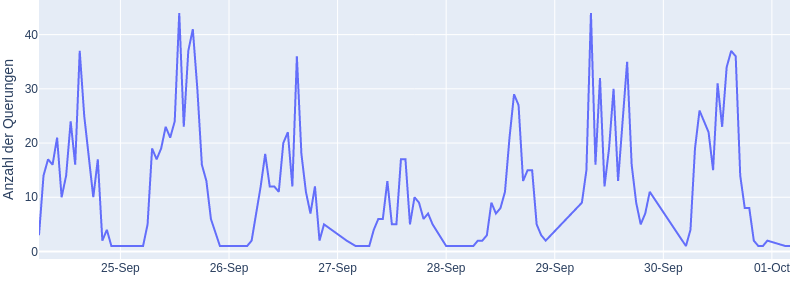 Anzahl der Querungen
40
30
20
10
0
25-Sep
26-Sep
27-Sep
28-Sep
29-Sep
30-Sep
01-Oct